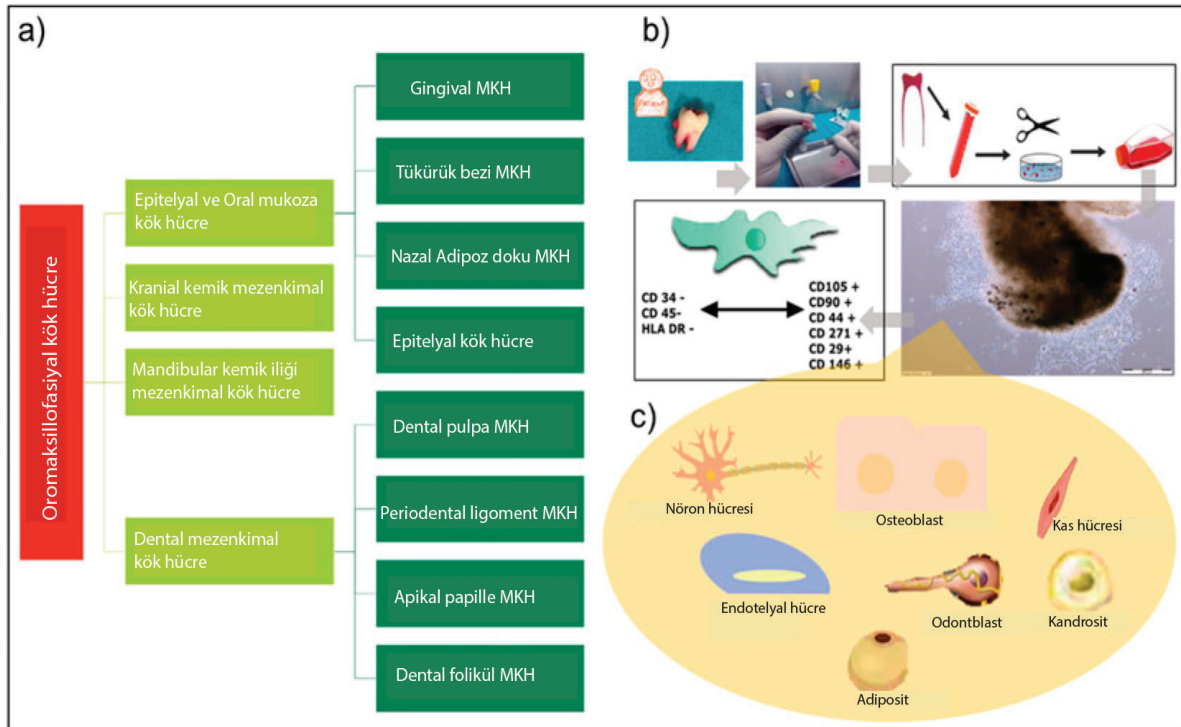 a)
Oromaksillofasiyal kök hücre
Epitelyal ve Oral mukoza
kök hücre
Kranial kemik mezenkimal
kök hücre
Mandibular kemik iliği
mezenkimal kök hücre
Dental mezenkimal
kök hücre
Gingival MKH
Tükürük bezi MKH
Nazal Adipoz doku MKH
Epitelyal kök hücre
Dental pulpa MKH
Periodental ligoment MKH
Apikal papille MKH
Dental folikül MKH
b)
PATIENT
CD 34 -
CD 45-
HLA DR -
CD105 +
CD90 +
CD 44 +
CD 271 +
CD 29+
CD 146 +
c)
Nöron hücresi
Osteoblast
Kas hücresi
Endotelyal hücre
Odontblast
Kandrosit
Adiposit